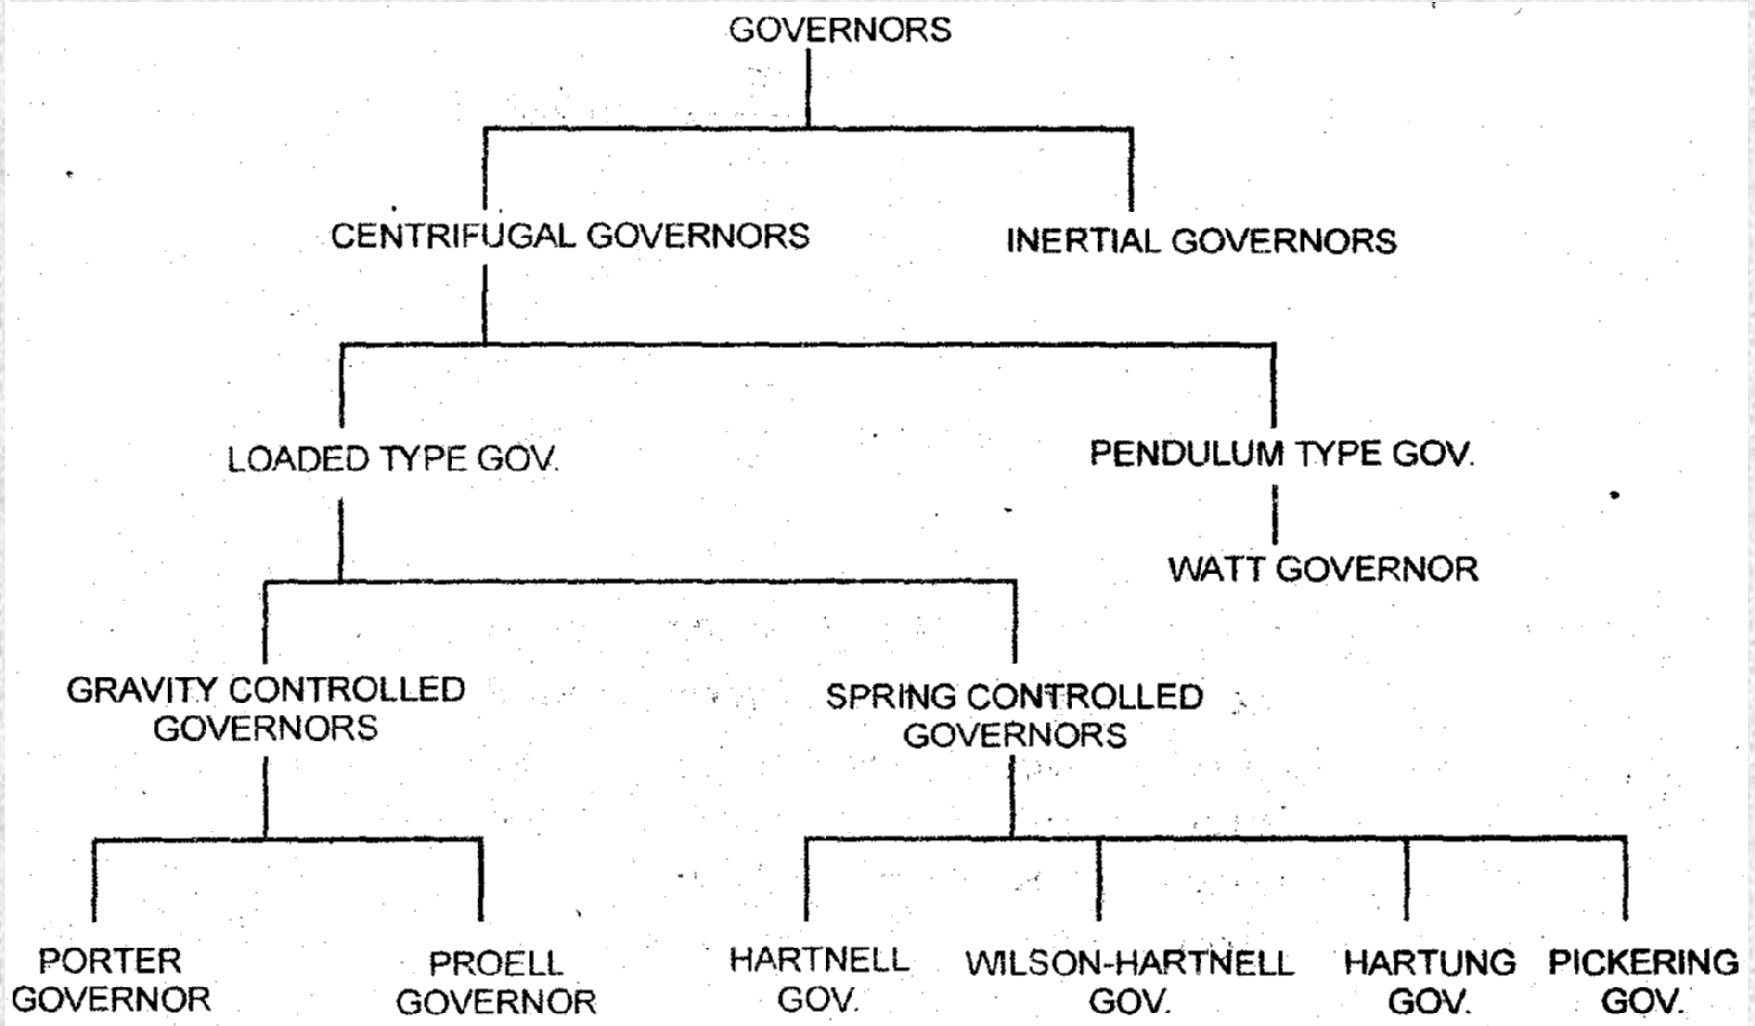 GOVERNORS
CENTRIFUGAL GOVERNORS
INERTIAL GOVERNORS
LOADED TYPE GOV.
PENDULUM TYPE GOV.
WATT GOVERNOR
GRAVITY CONTROLLED
GOVERNORS
SPRING CONTROLLED
GOVERNORS
PORTER
GOVERNOR
PROELL
GOVERNOR
HARTNELL
GOV.
WILSON-HARTNELL
GOV.
HARTUNG
GOV.
PICKERING
GOV.